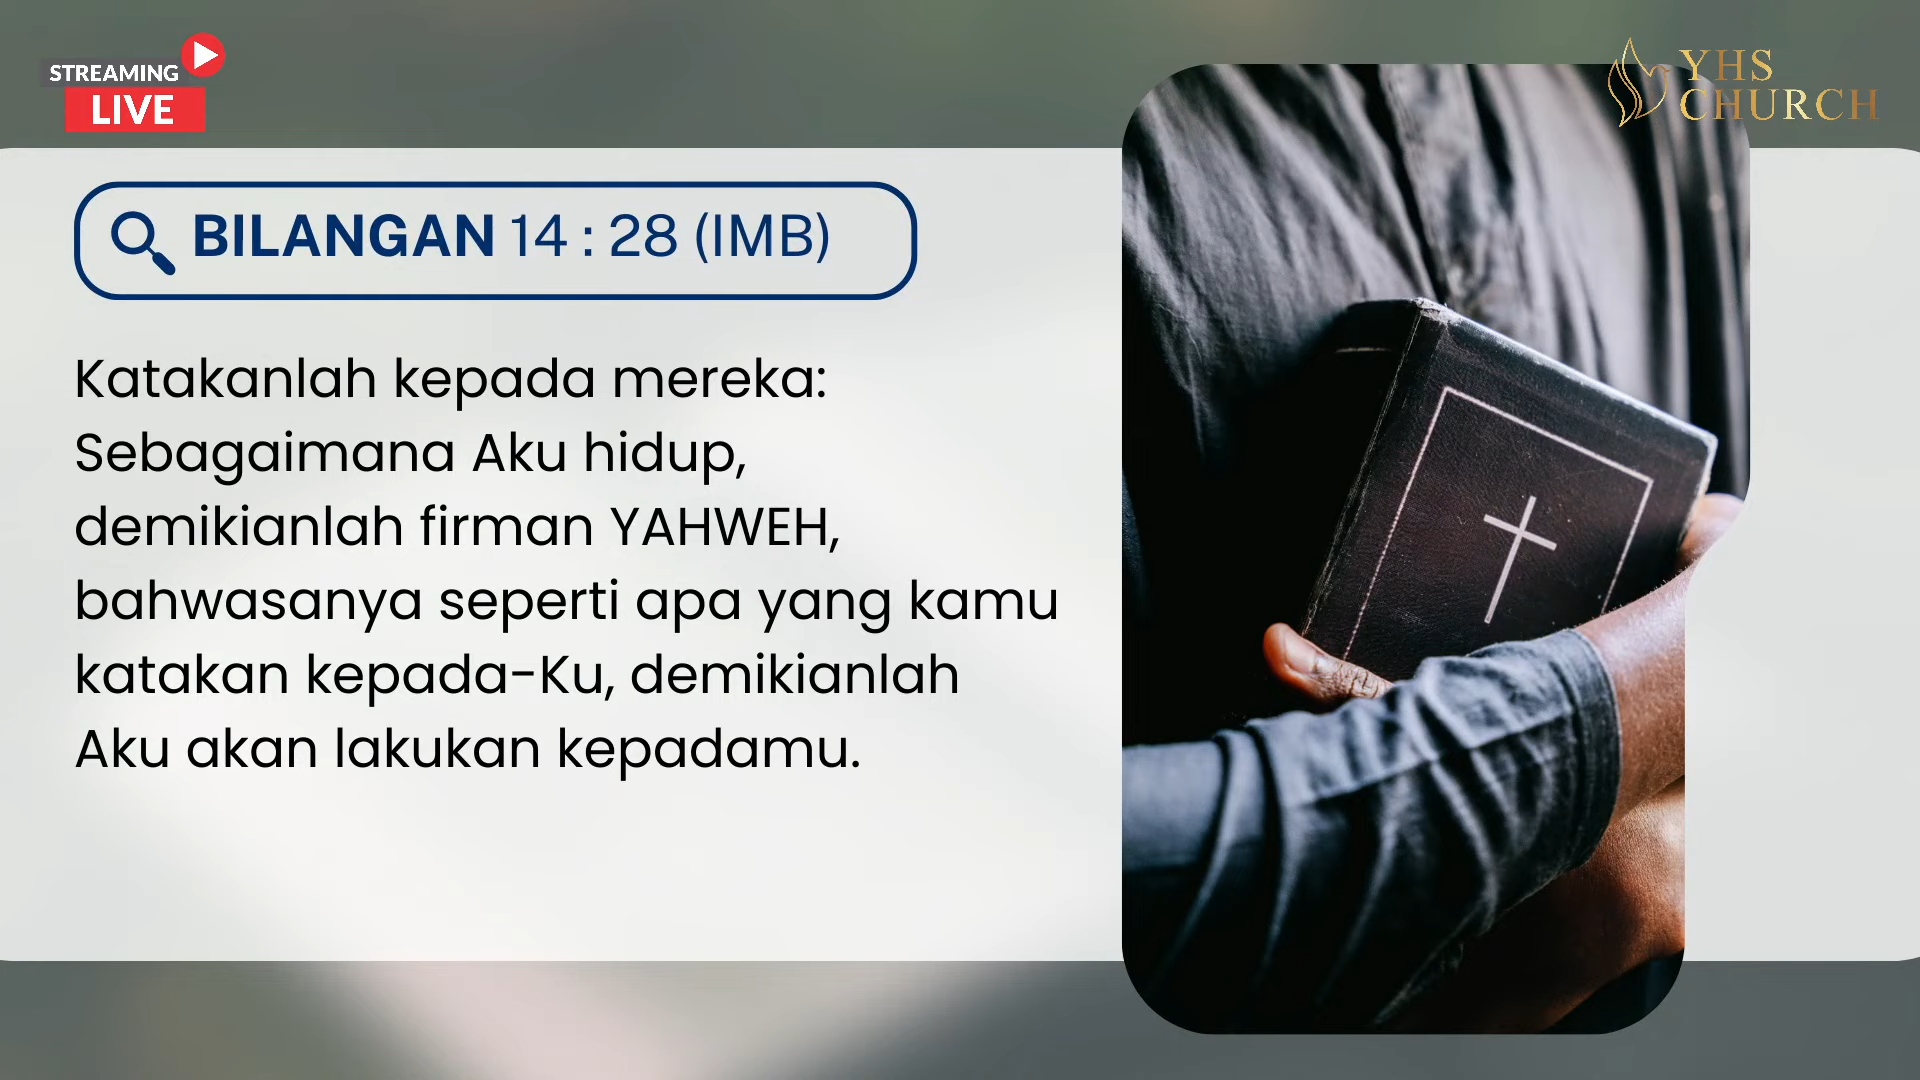 STREAMING
LIVE
YHS
CHURCH
BILANGAN 14 : 28 (IMB)
Katakanlah kepada mereka:
Sebagaimana Aku hidup,
demikianlah firman YAHWEH,
bahwasanya seperti apa yang kamu
katakan kepada-Ku, demikianlah
Aku akan lakukan kepadamu.